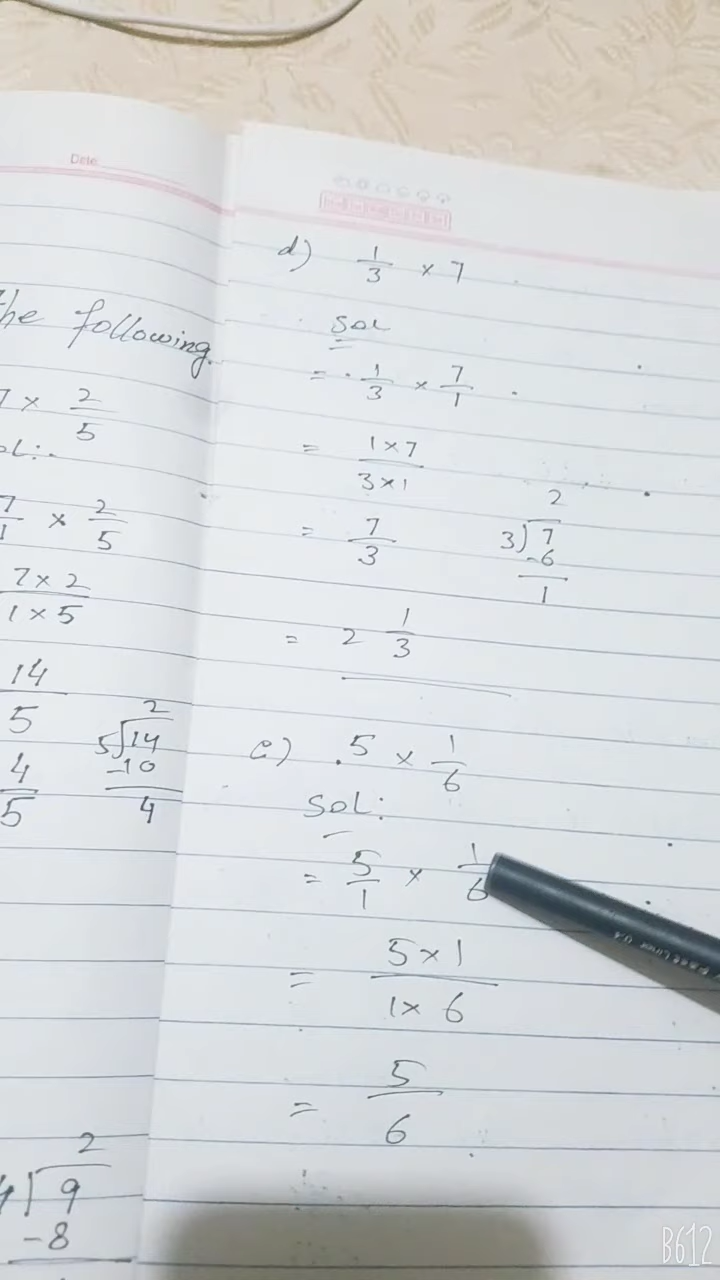 Date
the following.
7 × 2/5
ol:-
7/1 × 2/5
7 × 2 / 1 × 5
14/5
2
5)14
-10
4
4/5
2
4)9
-8
d) 1/3 × 7
Sol
= 1/3 × 7/1
= 1×7 / 3×1
= 7/3
2
3)7
-6
1
= 2 1/3
e) .5 × 1/6
Sol:
= 5/1 × 1/6
= 5×1 / 1×6
= 5/6
B612